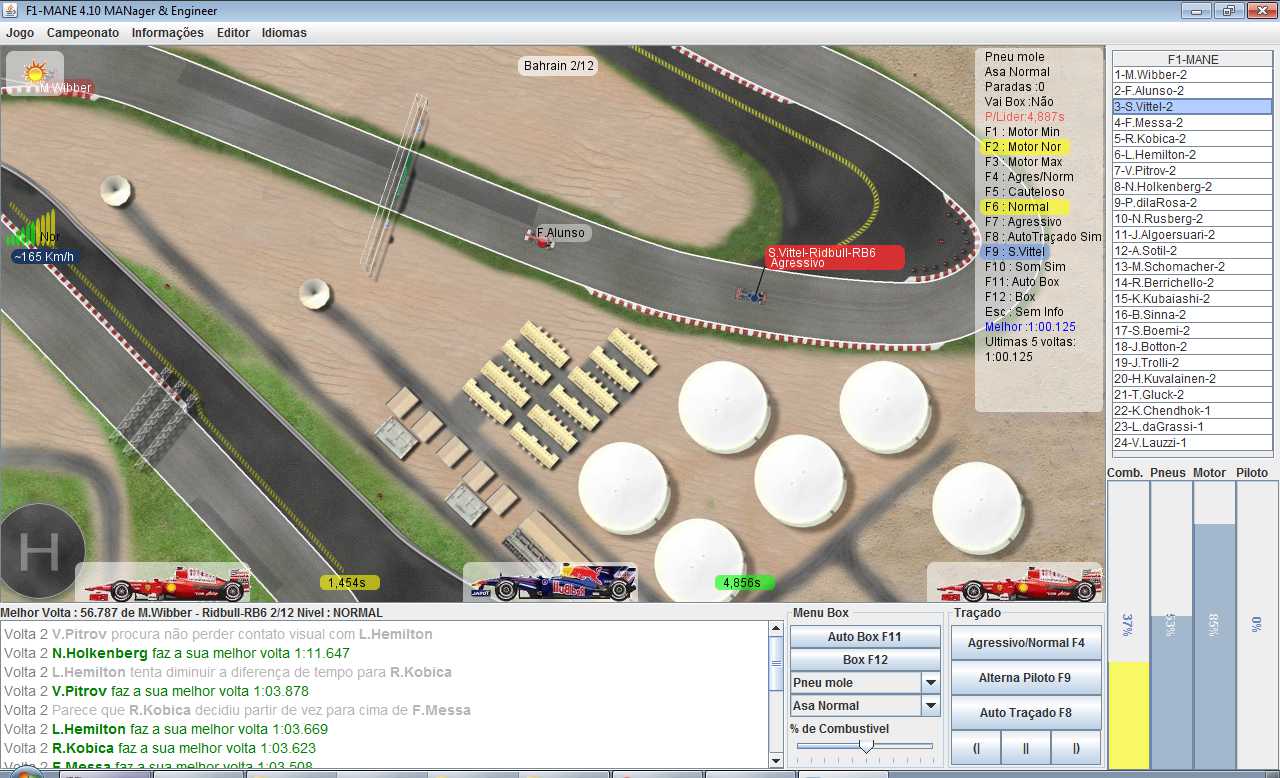 F1-MANE 4.10 MANager & Engineer
Jogo Campeonato Informações Editor Idiomas
M.Wibber
Bahrain 2/12
Nor
~165 Km/h
F.Alunso
S.Vittel-Ridbull-RB6
Agressivo
H
Pneu mole
Asa Normal
Paradas :0
Vai Box :Não
P/Lider:4,887s
F1 : Motor Min
F2 : Motor Nor
F3 : Motor Max
F4 : Agres/Norm
F5 : Cauteloso
F6 : Normal
F7 : Agressivo
F8 : AutoTraçado Sim
F9 : S.Vittel
F10 : Som Sim
F11: Auto Box
F12 : Box
Esc : Sem Info
Melhor :1:00.125
Ultimas 5 voltas:
1:00.125
F1-MANE
1-M.Wibber-2
2-F.Alunso-2
3-S.Vittel-2
4-F.Messa-2
5-R.Kobica-2
6-L.Hemilton-2
7-V.Pitrov-2
8-N.Holkenberg-2
9-P.dilaRosa-2
10-N.Rusberg-2
11-J.Algoersuari-2
12-A.Sotil-2
13-M.Schomacher-2
14-R.Berrichello-2
15-K.Kubaiashi-2
16-B.Sinna-2
17-S.Boemi-2
18-J.Botton-2
19-J.Trolli-2
20-H.Kuvalainen-2
21-T.Gluck-2
22-K.Chendhok-1
23-L.daGrassi-1
24-V.Lauzzi-1
Comb. Pneus Motor Piloto
37% 53% 85% 0%
1,454s
4,856s
Melhor Volta : 56.787 de M.Wibber - Ridbull-RB6 2/12 Nivel : NORMAL
Volta 2 V.Pitrov procura não perder contato visual com L.Hemilton
Volta 2 N.Holkenberg faz a sua melhor volta 1:11.647
Volta 2 L.Hemilton tenta diminuir a diferença de tempo para R.Kobica
Volta 2 V.Pitrov faz a sua melhor volta 1:03.878
Volta 2 Parece que R.Kobica decidiu partir de vez para cima de F.Messa
Volta 2 L.Hemilton faz a sua melhor volta 1:03.669
Volta 2 R.Kobica faz a sua melhor volta 1:03.623
Volta 2 F.Messa faz a sua melhor volta 1:03.508
Menu Box
Auto Box F11
Box F12
Pneu mole
Asa Normal
% de Combustivel
Traçado
Agressivo/Normal F4
Alterna Piloto F9
Auto Traçado F8
(| || |)